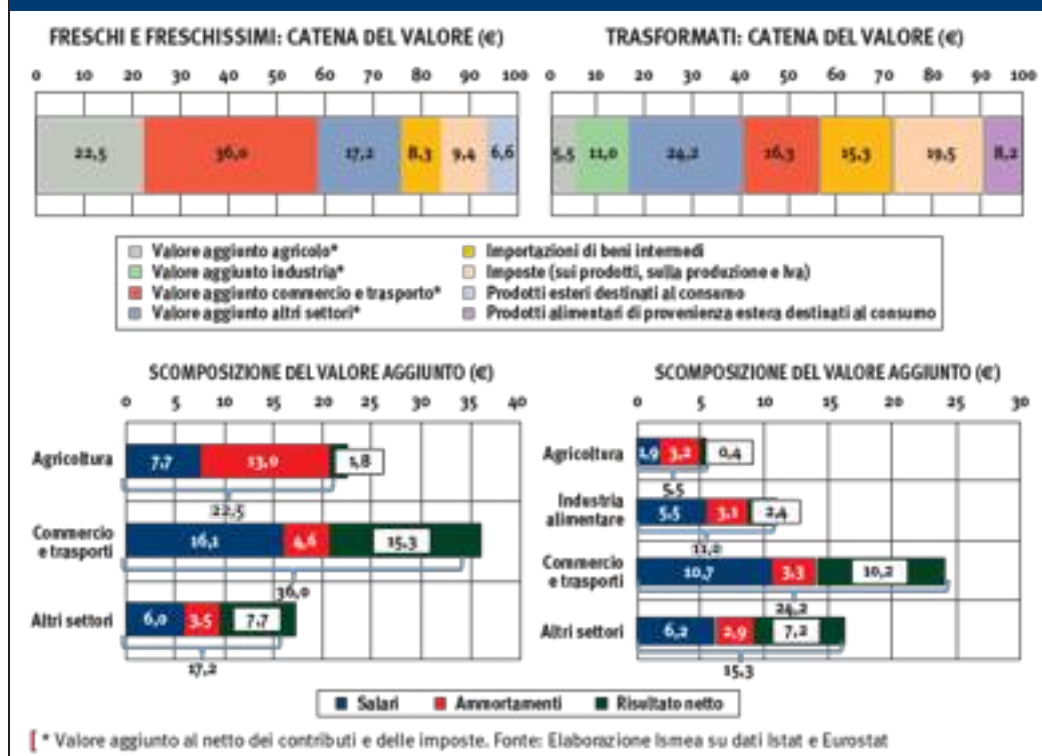 FRESCHI E FRESCHISSIMI: CATENA DEL VALORE (€)
0 10 20 30 40 50 60 70 80 90 100
22,5 36,0 17,2 8,3 9,4 6,6
TRASFORMATI: CATENA DEL VALORE (€)
0 10 20 30 40 50 60 70 80 90 100
5,5 11,0 24,2 16,3 15,3 19,5 8,2
Valore aggiunto agricolo*
Valore aggiunto industria*
Valore aggiunto commercio e trasporto*
Valore aggiunto altri settori*
Importazioni di beni intermedi
Imposte (sui prodotti, sulla produzione e Iva)
Prodotti esteri destinati al consumo
Prodotti alimentari di provenienza estera destinati al consumo
SCOMPOSIZIONE DEL VALORE AGGIUNTO (€)
0 5 10 15 20 25 30 35 40
Agricoltura 7,7 13,0 1,8
22,5
Commercio
e trasporti 16,1 4,6 15,3
36,0
Altri settori 6,0 3,5 7,7
17,2
SCOMPOSIZIONE DEL VALORE AGGIUNTO (€)
0 5 10 15 20 25 30
Agricoltura 1,9 3,2 0,4
5,5
Industria
alimentare 5,5 3,1 2,4
11,0
Commercio
e trasporti 10,7 3,3 10,2
24,2
Altri settori 6,2 2,9 7,2
15,3
Salari Ammortamenti Risultato netto
[ * Valore aggiunto al netto dei contributi e delle imposte. Fonte: Elaborazione Ismea su dati Istat e Eurostat